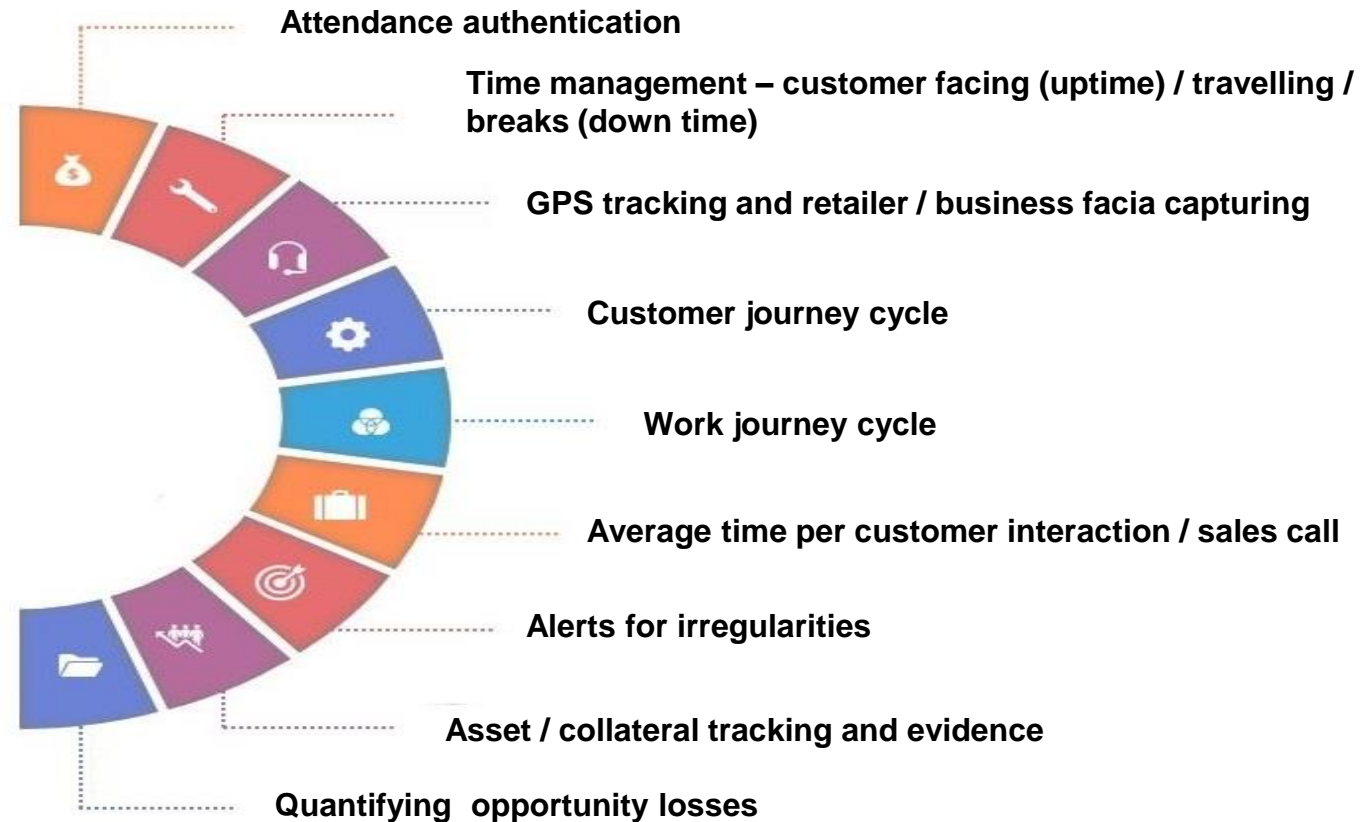 Attendance authentication
Time management – customer facing (uptime) / travelling /
breaks (down time)
GPS tracking and retailer / business facia capturing
Customer journey cycle
Work journey cycle
Average time per customer interaction / sales call
Alerts for irregularities
Asset / collateral tracking and evidence
Quantifying  opportunity losses